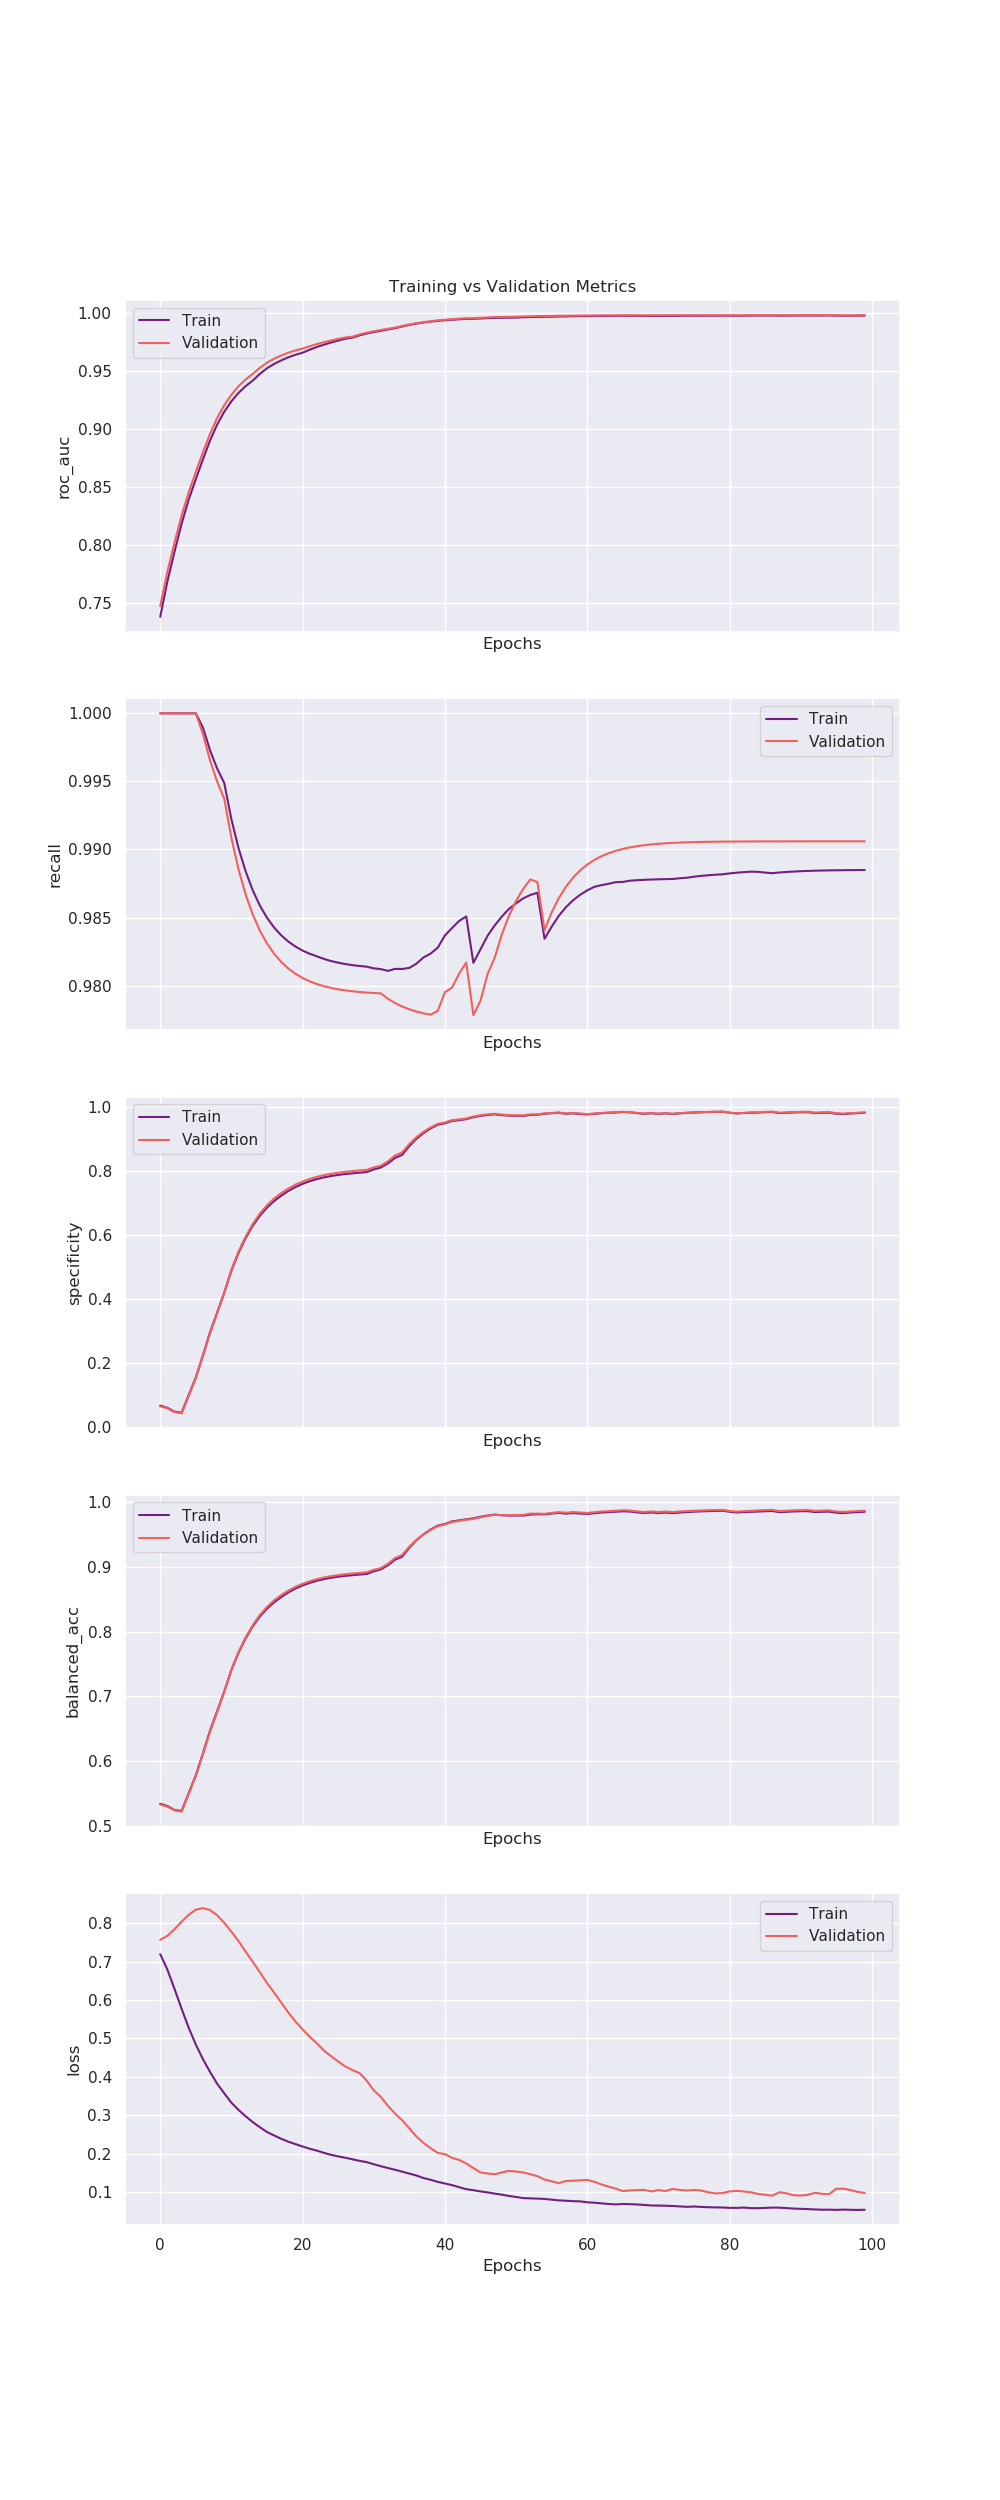 Training vs Validation Metrics
1.00
0.95
0.90
0.85
0.80
0.75
roc_auc
Train
Validation
Epochs
1.000
0.995
0.990
0.985
0.980
recall
Train
Validation
Epochs
1.0
0.8
0.6
0.4
0.2
0.0
specificity
Train
Validation
Epochs
1.0
0.9
0.8
0.7
0.6
0.5
balanced_acc
Train
Validation
Epochs
0.8
0.7
0.6
0.5
0.4
0.3
0.2
0.1
loss
Train
Validation
0 20 40 60 80 100
Epochs